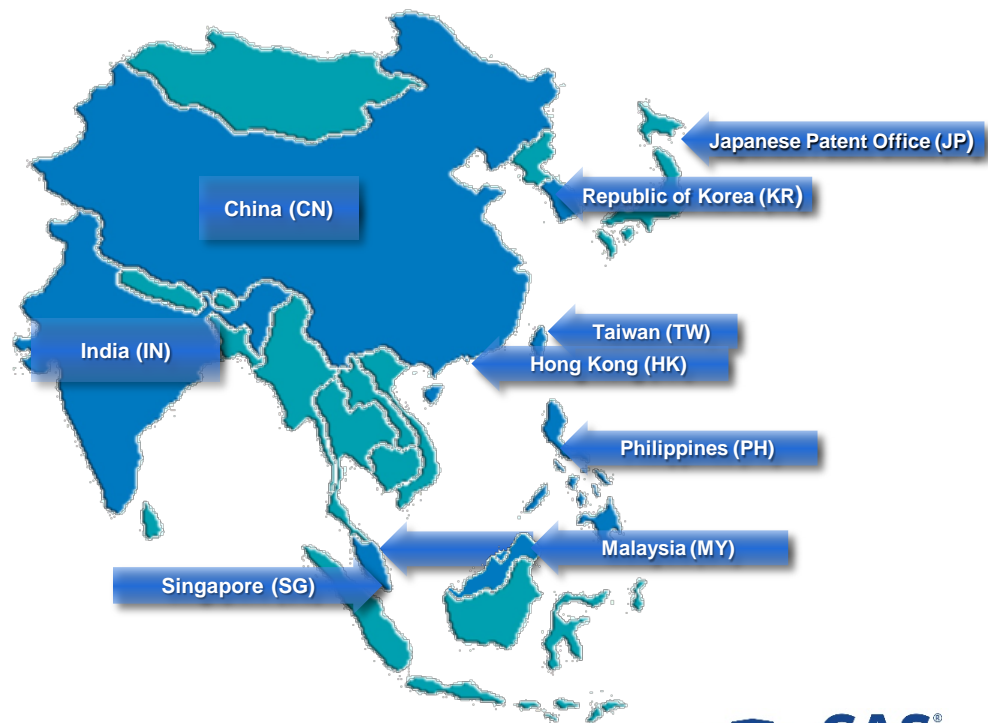 Japanese Patent Office (JP)
Republic of Korea (KR)
China (CN)
Taiwan (TW)
India (IN)
Hong Kong (HK)
Philippines (PH)
Malaysia (MY)
Singapore (SG)